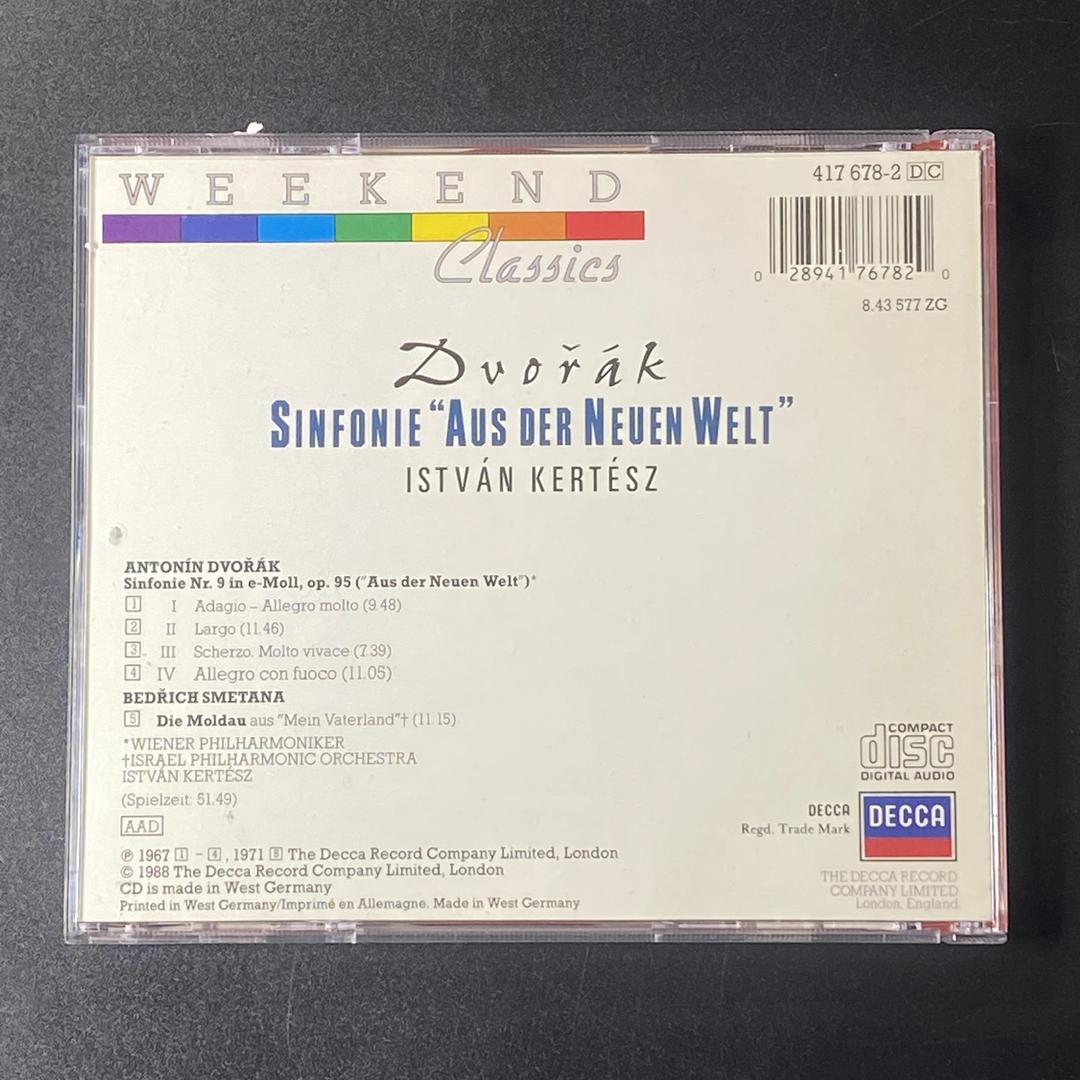 WEEKEND
Classics
417 678-2 DC
0 28941 76782 0
8.43 577 ZG
Dvořák
SINFONIE “AUS DER NEUEN WELT”
ISTVÁN KERTÉSZ
ANTONÍN DVOŘÁK
Sinfonie Nr. 9 in e-Moll, op. 95 ("Aus der Neuen Welt")*
1 I Adagio – Allegro molto (9.48)
2 II Largo (11.46)
3 III Scherzo. Molto vivace (7.39)
4 IV Allegro con fuoco (11.05)
BEDŘICH SMETANA
5 Die Moldau aus "Mein Vaterland"† (11.15)
*WIENER PHILHARMONIKER
†ISRAEL PHILHARMONIC ORCHESTRA
ISTVÁN KERTÉSZ
(Spielzeit: 51.49)
AAD
℗ 1967 1 – 4, 1971 5 The Decca Record Company Limited, London
© 1988 The Decca Record Company Limited, London
CD is made in West Germany
Printed in West Germany/Imprimé en Allemagne. Made in West Germany
COMPACT
disc
DIGITAL AUDIO
DECCA
Regd. Trade Mark
DECCA
THE DECCA RECORD
COMPANY LIMITED
London, England